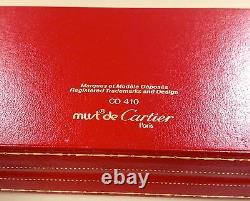 Marques et Modèle Déposés
Registered Trademarks and Design
CO 410
must de Cartier
Paris